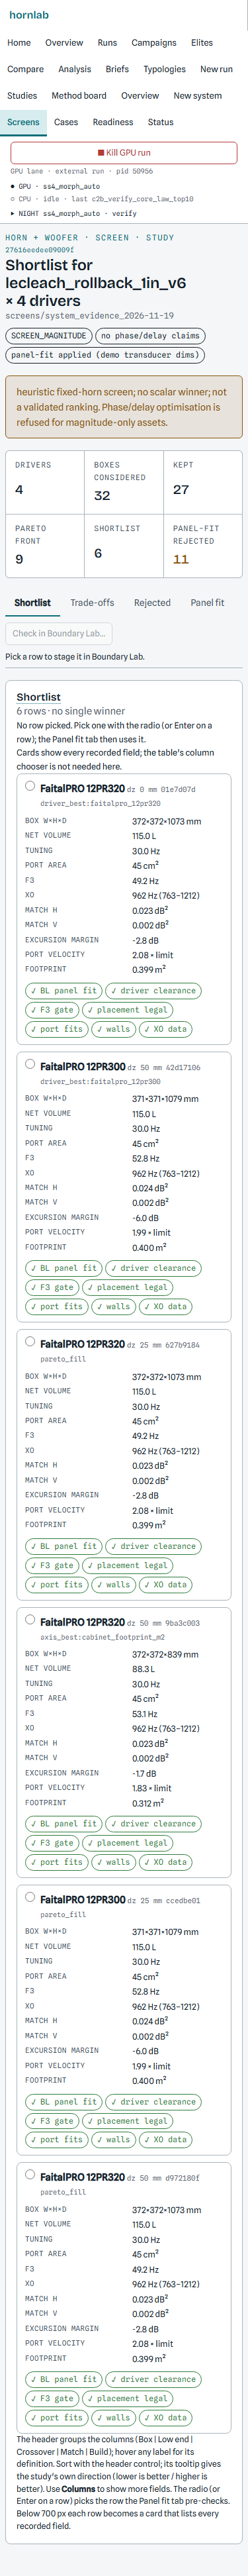 hornlab
Home Overview Runs Campaigns Elites
Compare Analysis Briefs Typologies New run
Studies Method board Overview New system
Screens Cases Readiness Status
■ Kill GPU run
GPU lane · external run · pid 50956
● GPU · ss4_morph_auto
○ CPU · idle · last c2b_verify_core_law_top10
▸ NIGHT ss4_morph_auto · verify
HORN + WOOFER · SCREEN · STUDY
27616eedee09009f
Shortlist for
lecleach_rollback_1in_v6
× 4 drivers
screens/system_evidence_2026-11-19
SCREEN_MAGNITUDE no phase/delay claims
panel-fit applied (demo transducer dims)
heuristic fixed-horn screen; no scalar winner; not
a validated ranking. Phase/delay optimisation is
refused for magnitude-only assets.
DRIVERS BOXES CONSIDERED KEPT
4 32 27
PARETO FRONT SHORTLIST PANEL-FIT REJECTED
9 6 11
Shortlist Trade-offs Rejected Panel fit
Check in Boundary Lab…
Pick a row to stage it in Boundary Lab.
Shortlist
6 rows · no single winner
No row picked. Pick one with the radio (or Enter on a
row); the Panel fit tab then uses it.
Cards show every recorded field; the table's column
chooser is not needed here.
FaitalPRO 12PR320 dz 0 mm 01e7d07d
driver_best:faitalpro_12pr320
BOX W×H×D 372×372×1073 mm
NET VOLUME 115.0 L
TUNING 30.0 Hz
PORT AREA 45 cm²
F3 49.2 Hz
XO 962 Hz (763–1212)
MATCH H 0.023 dB²
MATCH V 0.002 dB²
EXCURSION MARGIN -2.8 dB
PORT VELOCITY 2.08 × limit
FOOTPRINT 0.399 m²
✓ BL panel fit ✓ driver clearance
✓ F3 gate ✓ placement legal
✓ port fits ✓ walls ✓ XO data
FaitalPRO 12PR300 dz 50 mm 42d17106
driver_best:faitalpro_12pr300
BOX W×H×D 371×371×1079 mm
NET VOLUME 115.0 L
TUNING 30.0 Hz
PORT AREA 45 cm²
F3 52.8 Hz
XO 962 Hz (763–1212)
MATCH H 0.024 dB²
MATCH V 0.002 dB²
EXCURSION MARGIN -6.0 dB
PORT VELOCITY 1.99 × limit
FOOTPRINT 0.400 m²
✓ BL panel fit ✓ driver clearance
✓ F3 gate ✓ placement legal
✓ port fits ✓ walls ✓ XO data
FaitalPRO 12PR320 dz 25 mm 627b9184
pareto_fill
BOX W×H×D 372×372×1073 mm
NET VOLUME 115.0 L
TUNING 30.0 Hz
PORT AREA 45 cm²
F3 49.2 Hz
XO 962 Hz (763–1212)
MATCH H 0.023 dB²
MATCH V 0.002 dB²
EXCURSION MARGIN -2.8 dB
PORT VELOCITY 2.08 × limit
FOOTPRINT 0.399 m²
✓ BL panel fit ✓ driver clearance
✓ F3 gate ✓ placement legal
✓ port fits ✓ walls ✓ XO data
FaitalPRO 12PR320 dz 50 mm 9ba3c003
axis_best:cabinet_footprint_m2
BOX W×H×D 372×372×839 mm
NET VOLUME 88.3 L
TUNING 30.0 Hz
PORT AREA 45 cm²
F3 53.1 Hz
XO 962 Hz (763–1212)
MATCH H 0.023 dB²
MATCH V 0.002 dB²
EXCURSION MARGIN -1.7 dB
PORT VELOCITY 1.83 × limit
FOOTPRINT 0.312 m²
✓ BL panel fit ✓ driver clearance
✓ F3 gate ✓ placement legal
✓ port fits ✓ walls ✓ XO data
FaitalPRO 12PR300 dz 25 mm ccedbe01
pareto_fill
BOX W×H×D 371×371×1079 mm
NET VOLUME 115.0 L
TUNING 30.0 Hz
PORT AREA 45 cm²
F3 52.8 Hz
XO 962 Hz (763–1212)
MATCH H 0.024 dB²
MATCH V 0.002 dB²
EXCURSION MARGIN -6.0 dB
PORT VELOCITY 1.99 × limit
FOOTPRINT 0.400 m²
✓ BL panel fit ✓ driver clearance
✓ F3 gate ✓ placement legal
✓ port fits ✓ walls ✓ XO data
FaitalPRO 12PR320 dz 50 mm d972180f
pareto_fill
BOX W×H×D 372×372×1073 mm
NET VOLUME 115.0 L
TUNING 30.0 Hz
PORT AREA 45 cm²
F3 49.2 Hz
XO 962 Hz (763–1212)
MATCH H 0.023 dB²
MATCH V 0.002 dB²
EXCURSION MARGIN -2.8 dB
PORT VELOCITY 2.08 × limit
FOOTPRINT 0.399 m²
✓ BL panel fit ✓ driver clearance
✓ F3 gate ✓ placement legal
✓ port fits ✓ walls ✓ XO data
The header groups the columns (Box | Low end |
Crossover | Match | Build); hover any label for its
definition. Sort with the header control; its tooltip gives
the study's own direction (lower is better / higher is
better). Use Columns to show more fields. The radio (or
Enter on a row) picks the row the Panel fit tab pre-checks.
Below 700 px each row becomes a card that lists every
recorded field.